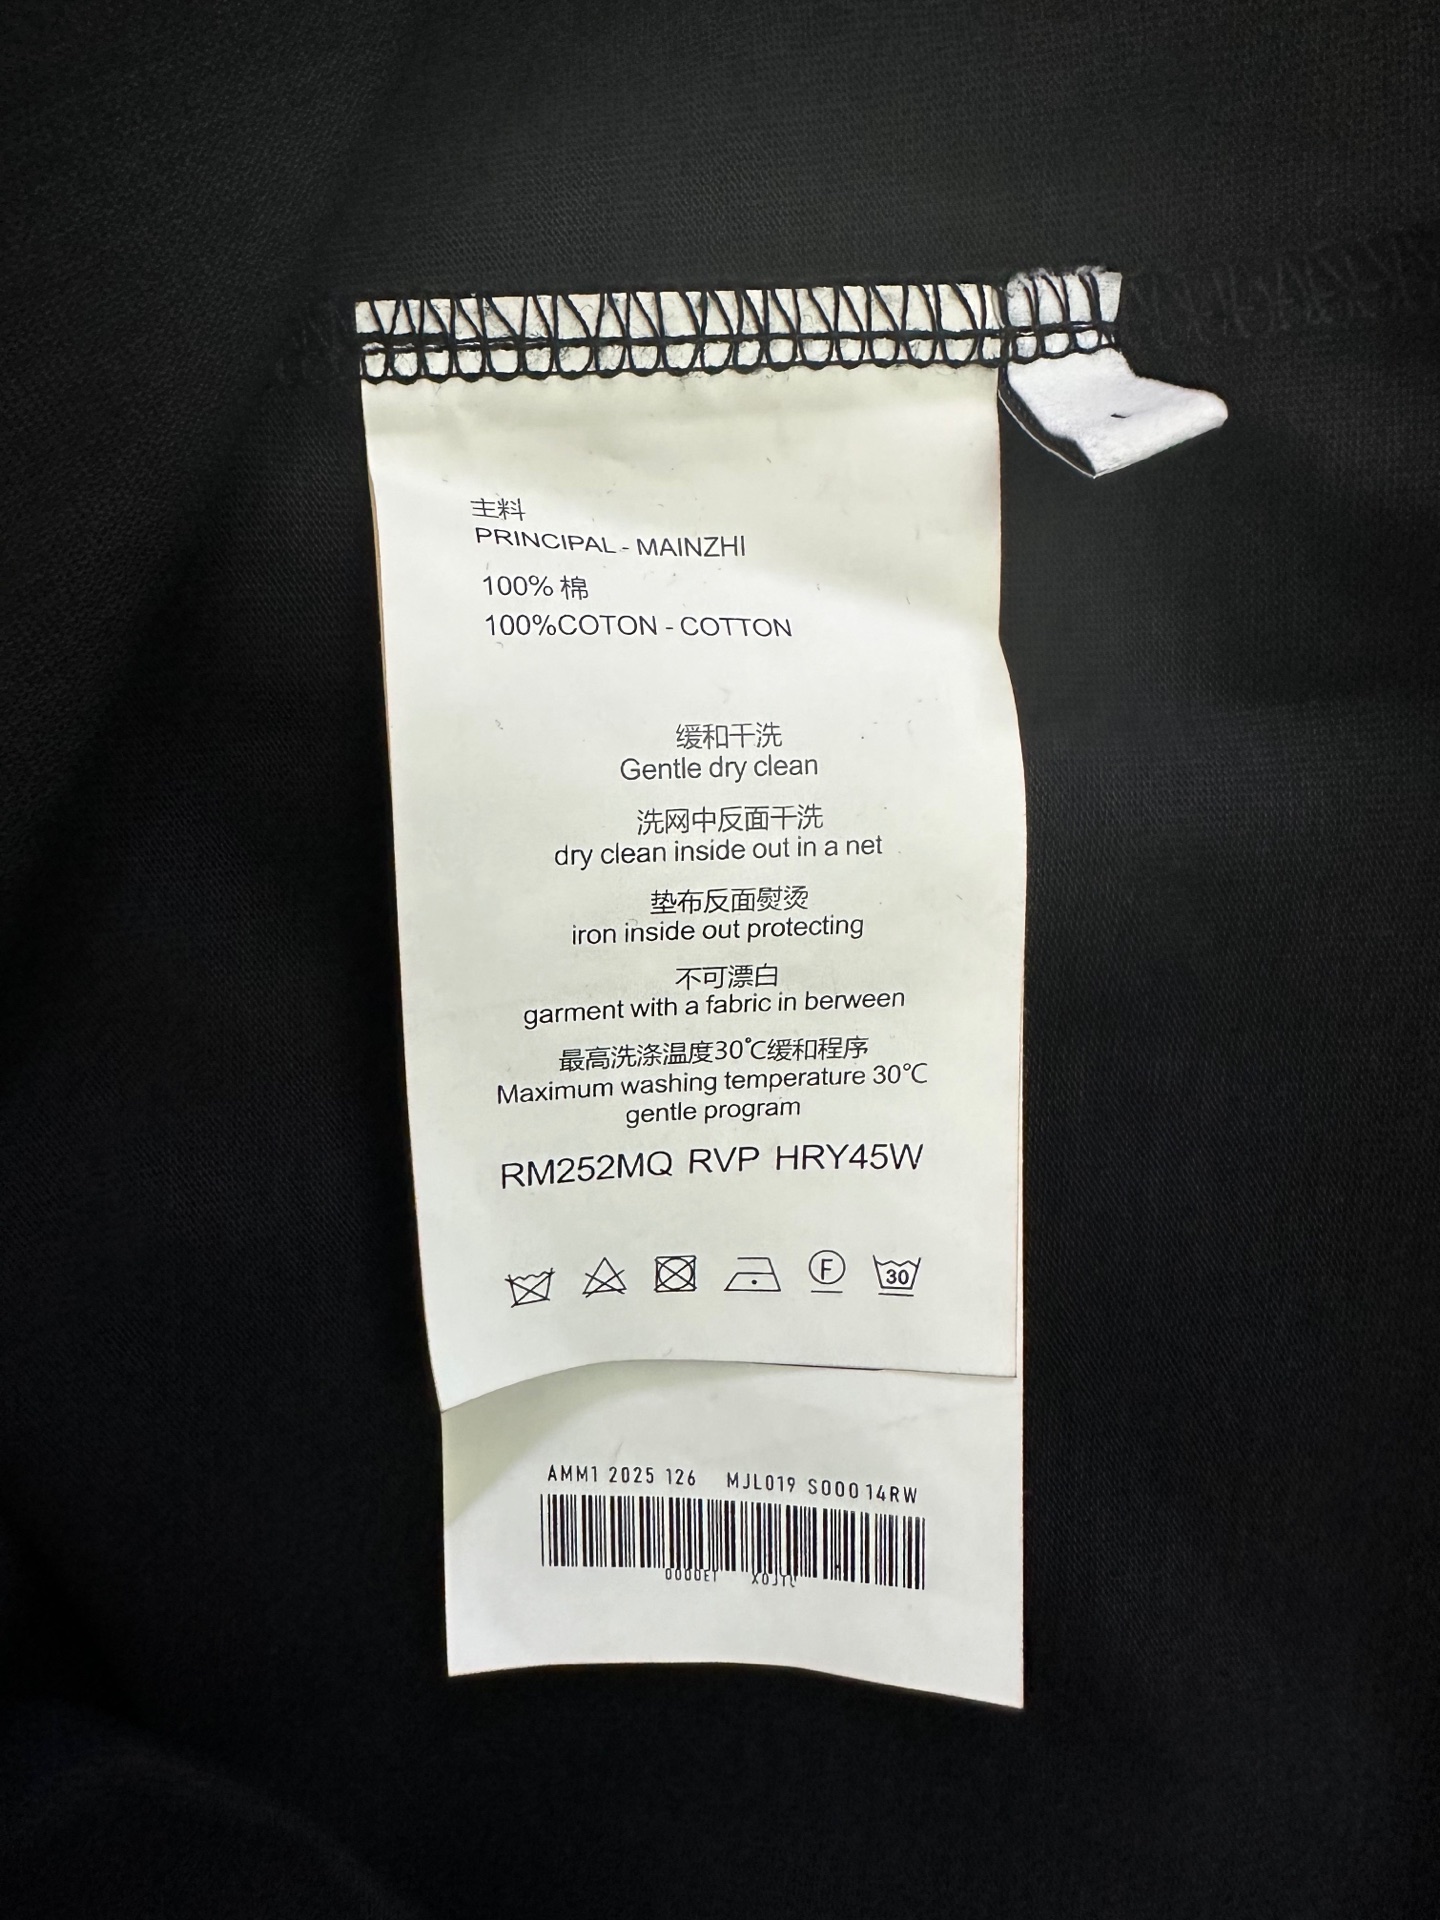 主料
PRINCIPAL - MAINZHI
100% 棉
100%COTON - COTTON
缓和干洗
Gentle dry clean
洗网中反面干洗
dry clean inside out in a net
垫布反面熨烫
iron inside out protecting
不可漂白
garment with a fabric in berween
最高洗涤温度30℃缓和程序
Maximum washing temperature 30℃
gentle program
RM252MQ RVP HRY45W
F 30
AMM1 2025 126 MJL019 S000 14RW